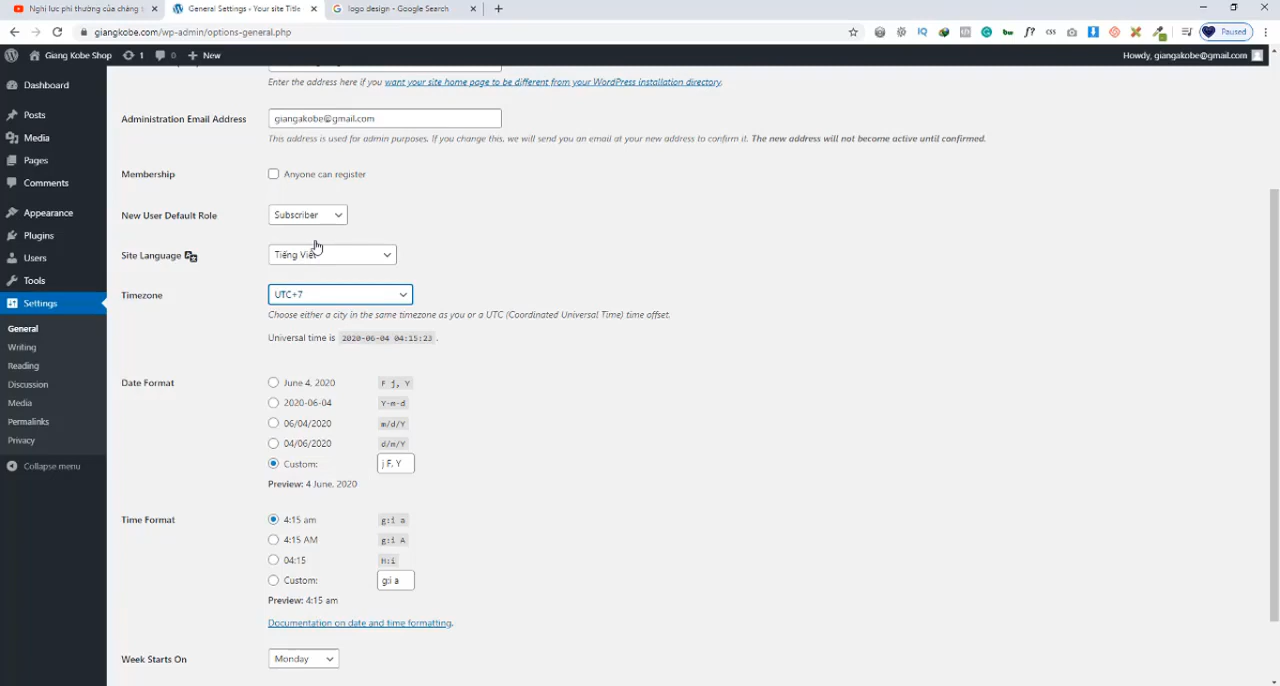 Nghị lực phi thường của chàng
General Settings ‹ Your site Title
logo design - Google Search
giangkobe.com/wp-admin/options-general.php
Paused
Giang Kobe Shop
1
0
New
Howdy, giangakobe@gmail.com
Enter the address here if you want your site home page to be different from your WordPress installation directory.
Dashboard
Posts
Media
Pages
Comments
Appearance
Plugins
Users
Tools
Settings
General
Writing
Reading
Discussion
Media
Permalinks
Privacy
Collapse menu
Administration Email Address
giangakobe@gmail.com
This address is used for admin purposes. If you change this, we will send you an email at your new address to confirm it. The new address will not become active until confirmed.
Membership
Anyone can register
New User Default Role
Subscriber
Site Language
Tiếng Việt
Timezone
UTC+7
Choose either a city in the same timezone as you or a UTC (Coordinated Universal Time) time offset.
Universal time is 2020-06-04 04:15:23 .
Date Format
June 4, 2020 F j, Y
2020-06-04 Y-m-d
06/04/2020 m/d/Y
04/06/2020 d/m/Y
Custom: j F, Y
Preview: 4 June, 2020
Time Format
4:15 am g:i a
4:15 AM g:i A
04:15 H:i
Custom: g:i a
Preview: 4:15 am
Documentation on date and time formatting.
Week Starts On
Monday